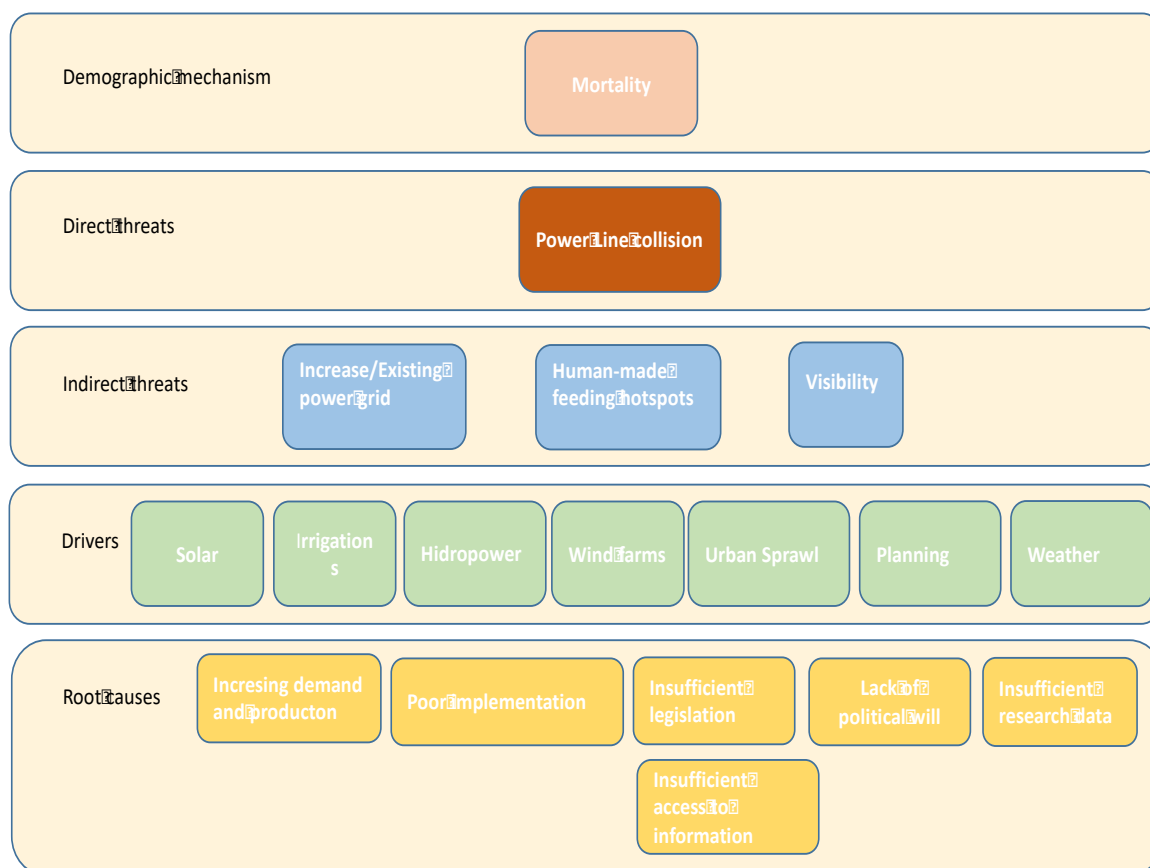 Demographic mechanism
Mortality
Direct threats
Power Line collision
Indirect threats
Increase/Existing
power grid
Human-made
feeding hotspots
Visibility
Drivers
Solar
Irrigation
s
Hidropower
Wind farms
Urban Sprawl
Planning
Weather
Root causes
Incresing demand
and producton
Poor implementation
Insufficient
legislation
Lack of
political will
Insufficient
research data
Insufficient
access to
information